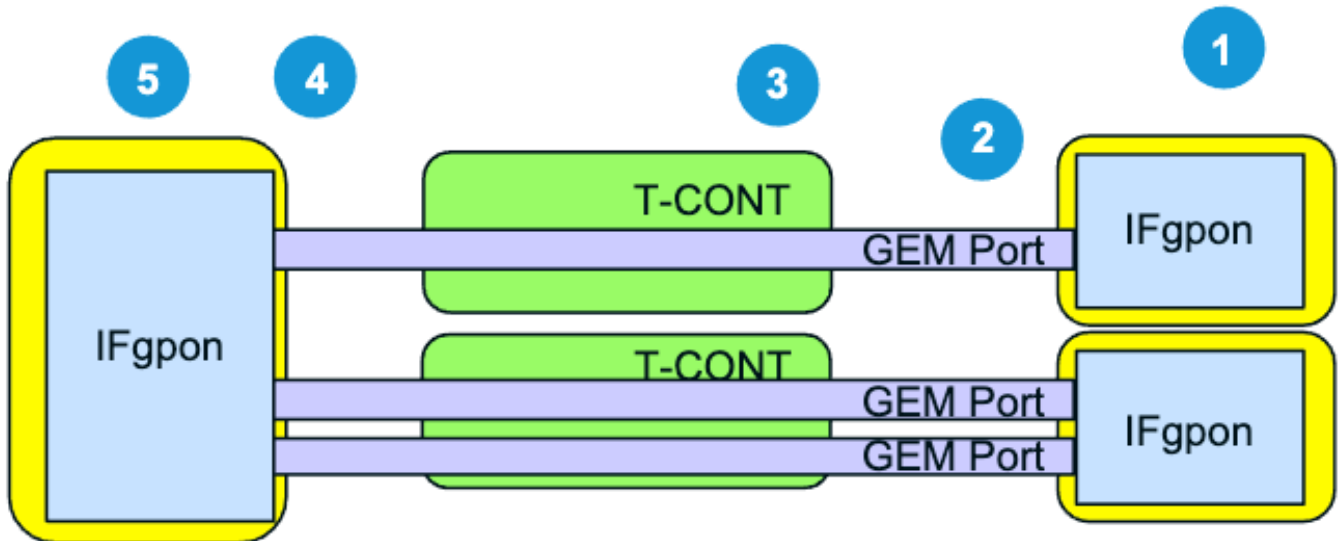 1
5
4
3
2
T-CONT
IFgpon
GEM Port
IFgpon
T-CONT
GEM Port
IFgpon
GEM Port